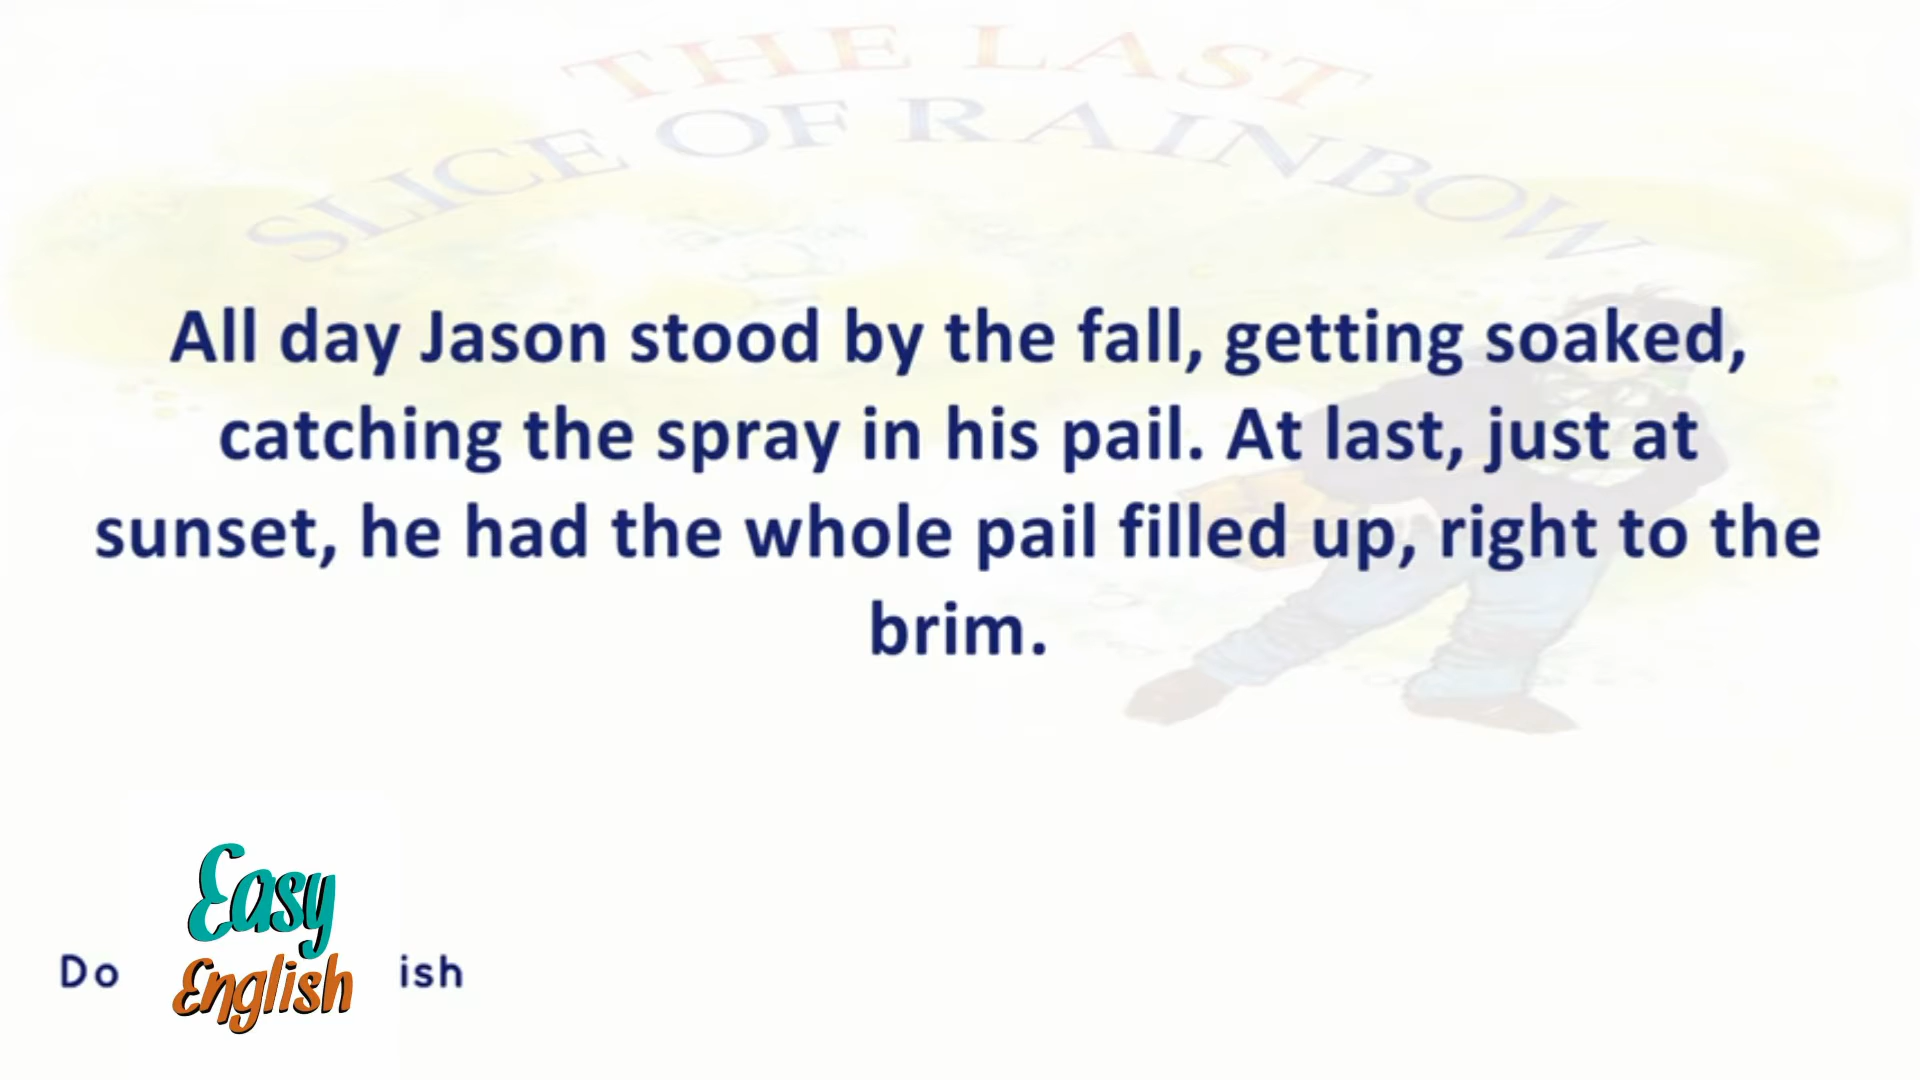 THE LAST
SLICE OF RAINBOW
All day Jason stood by the fall, getting soaked,
catching the spray in his pail. At last, just at
sunset, he had the whole pail filled up, right to the
brim.
Easy
English
Do
ish